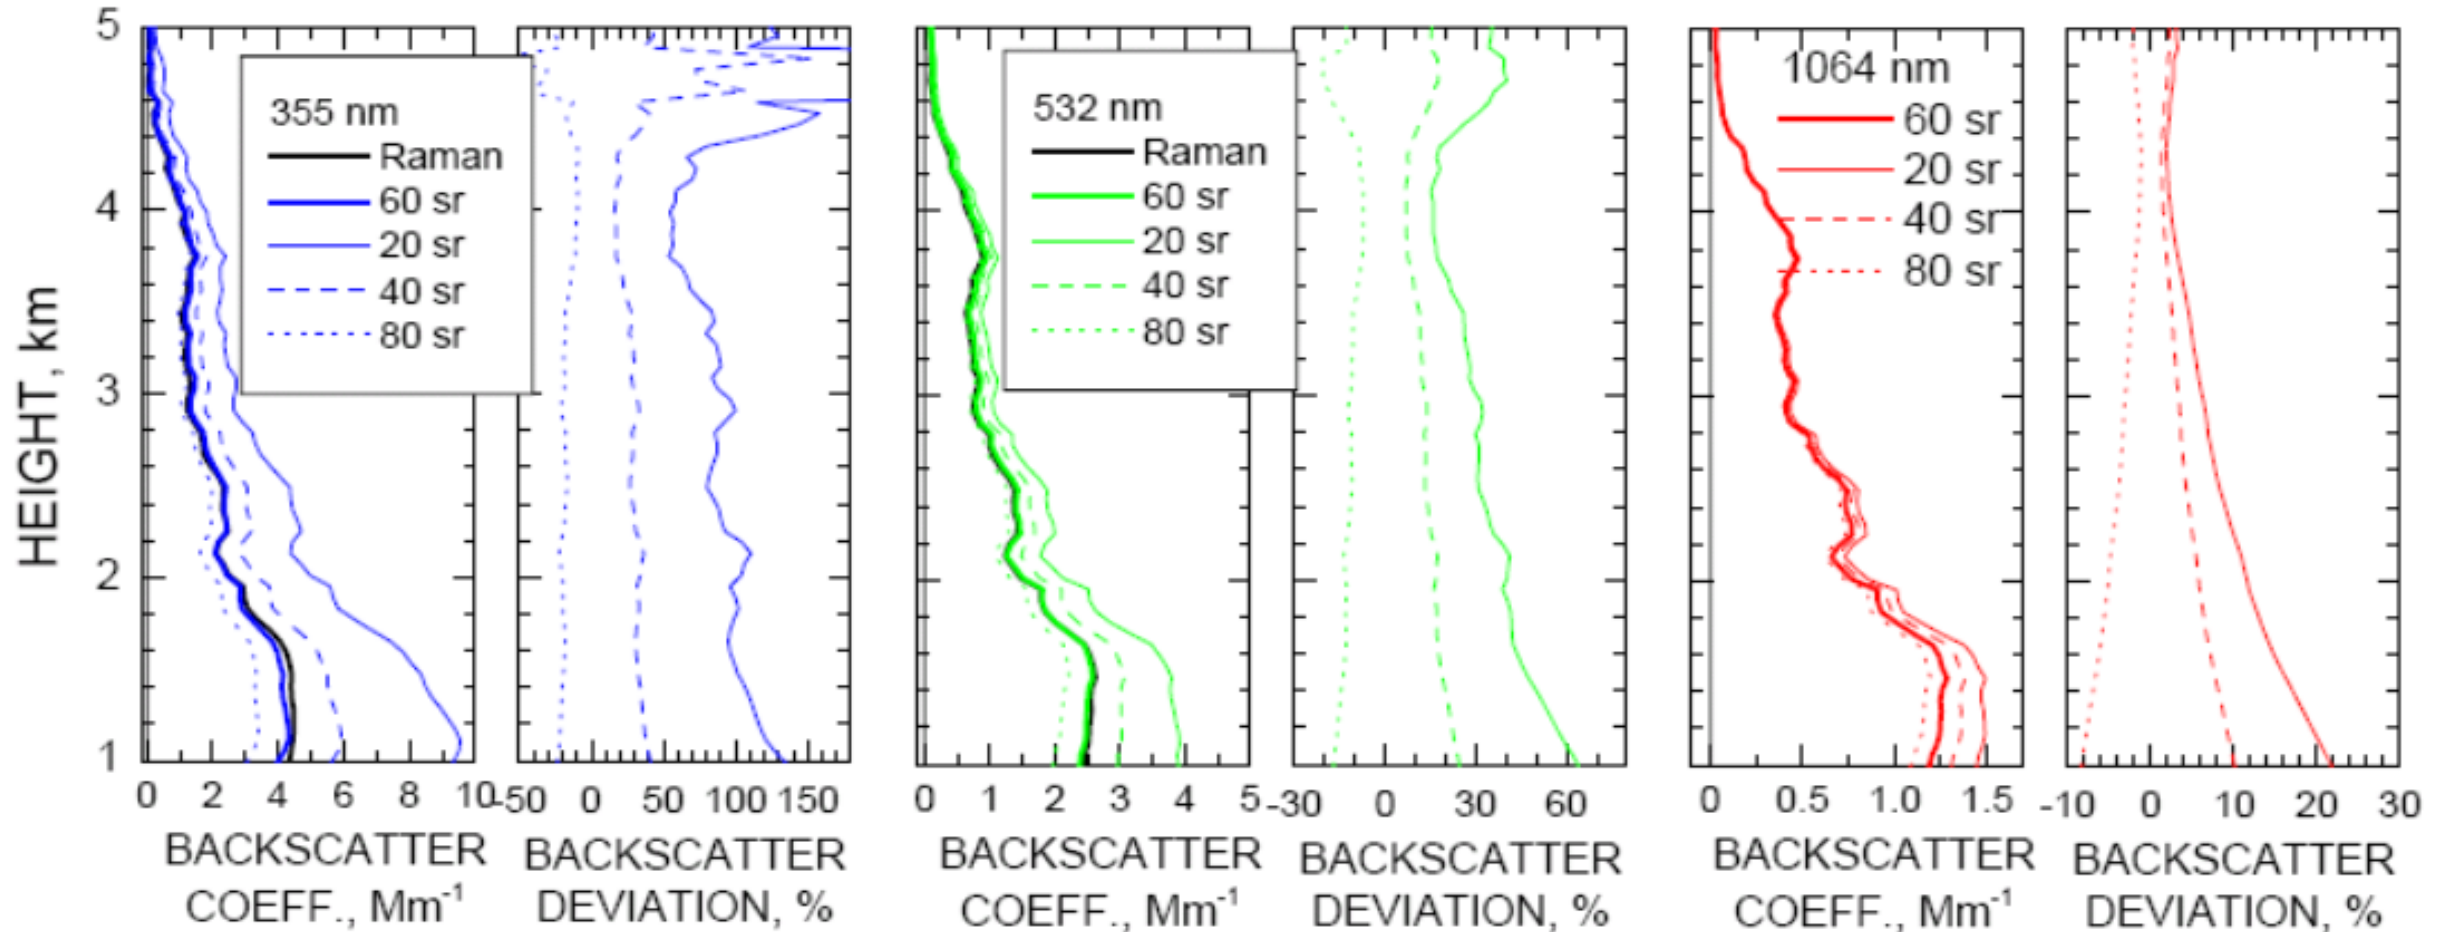 HEIGHT, km
5
4
3
2
1
355 nm
Raman
60 sr
20 sr
40 sr
80 sr
0 2 4 6 8 10
BACKSCATTER
COEFF., Mm-1
-50 0 50 100 150
BACKSCATTER
DEVIATION, %
532 nm
Raman
60 sr
20 sr
40 sr
80 sr
0 1 2 3 4 5
BACKSCATTER
COEFF., Mm-1
-30 0 30 60
BACKSCATTER
DEVIATION, %
1064 nm
60 sr
20 sr
40 sr
80 sr
0 0.5 1.0 1.5
BACKSCATTER
COEFF., Mm-1
-10 0 10 20 30
BACKSCATTER
DEVIATION, %